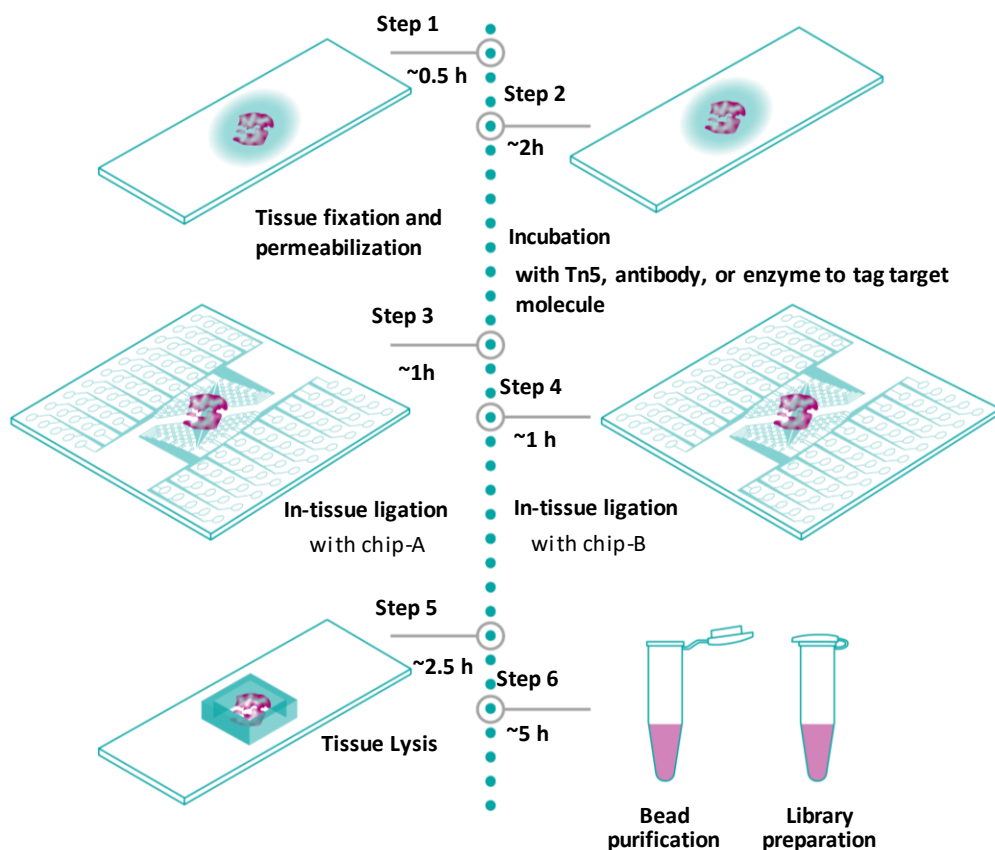 Step 1
~0.5 h
Step 2
~2h
Tissue fixation and
permeabilization
Incubation
with Tn5, antibody, or enzyme to tag target
molecule
Step 3
~1h
Step 4
~1 h
In-tissue ligation
with chip-A
In-tissue ligation
with chip-B
Step 5
~2.5 h
Step 6
~5 h
Tissue Lysis
Bead
purification
Library
preparation